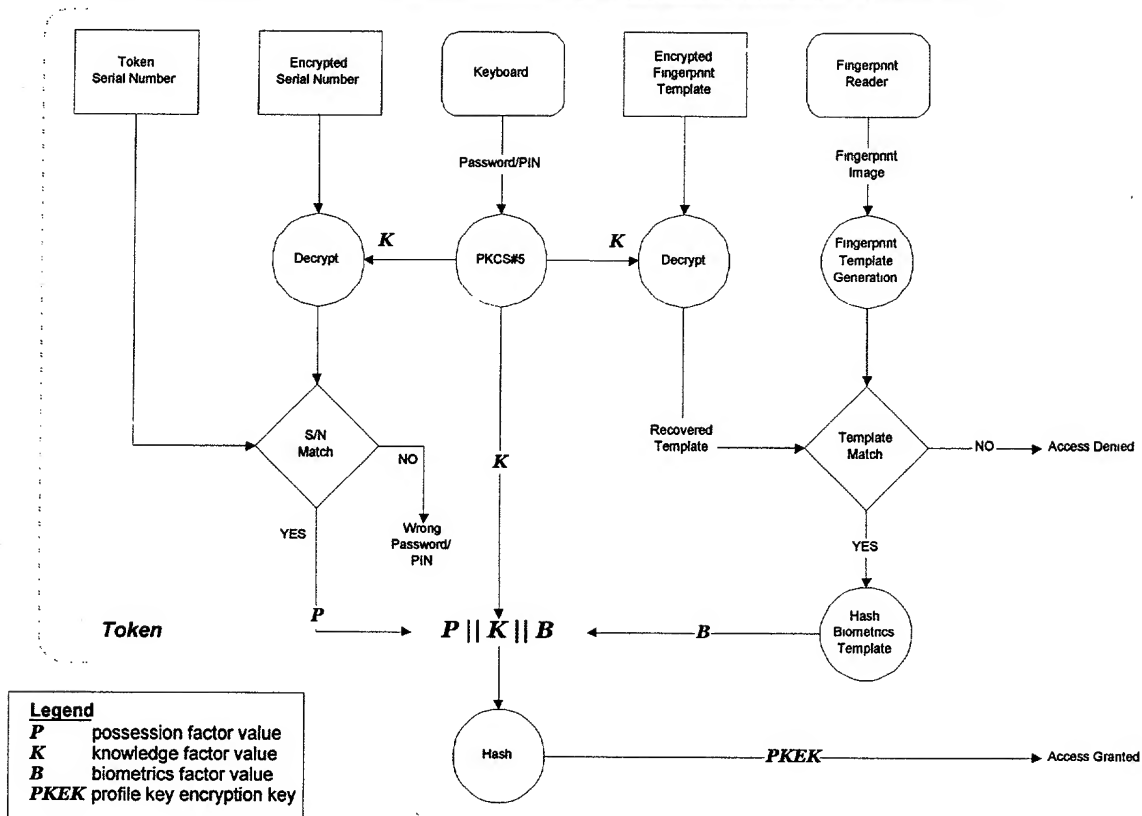 Token
Serial Number
Encrypted
Serial Number
Keyboard
Encrypted
Fingerprint
Template
Fingerprint
Reader
Password/PIN
Fingerprint
Image
Decrypt
K
PKCS#5
K
Decrypt
Fingerprint
Template
Generation
S/N
Match
NO
YES
Wrong
Password/
PIN
K
Recovered
Template
Template
Match
NO
Access Denied
YES
Token
P
P || K || B
B
Hash
Biometrics
Template
Legend
P possession factor value
K knowledge factor value
B biometrics factor value
PKEK profile key encryption key
Hash
PKEK
Access Granted